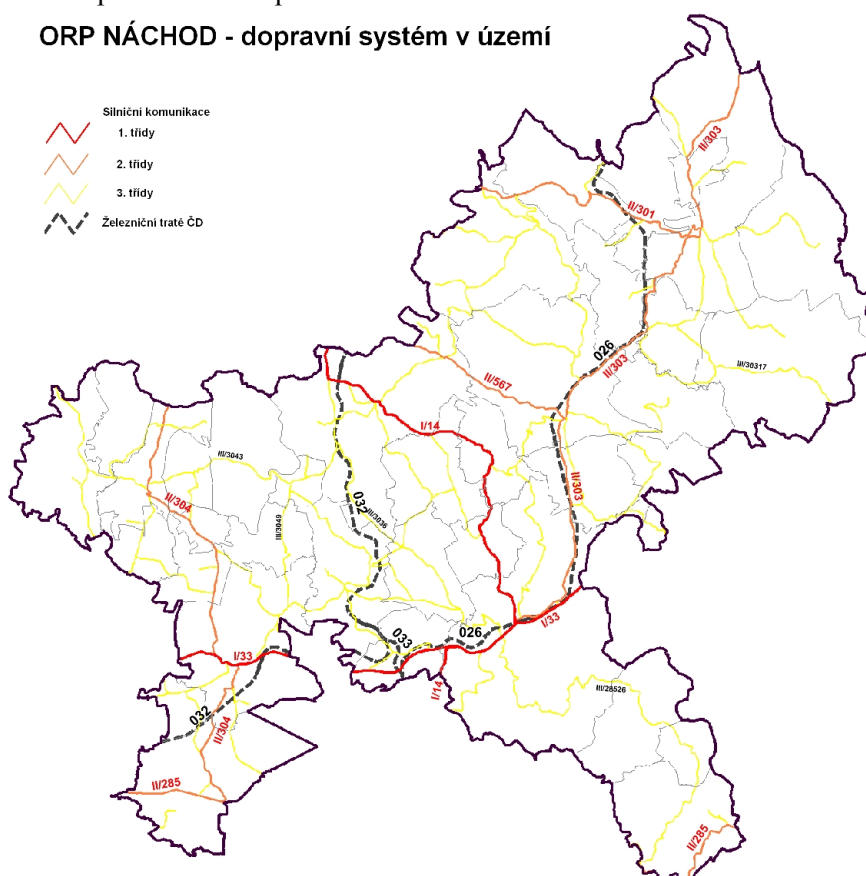 ORP NÁCHOD - dopravní systém v území
Silniční komunikace
1. třídy
2. třídy
3. třídy
Železniční tratě ČD
II/303
II/301
026
II/303
III/30317
II/567
I/14
III/3043
II/304
032
III/3036
III/3049
II/303
033
026
I/33
I/33
I/14
III/28526
032
II/304
II/285
II/285